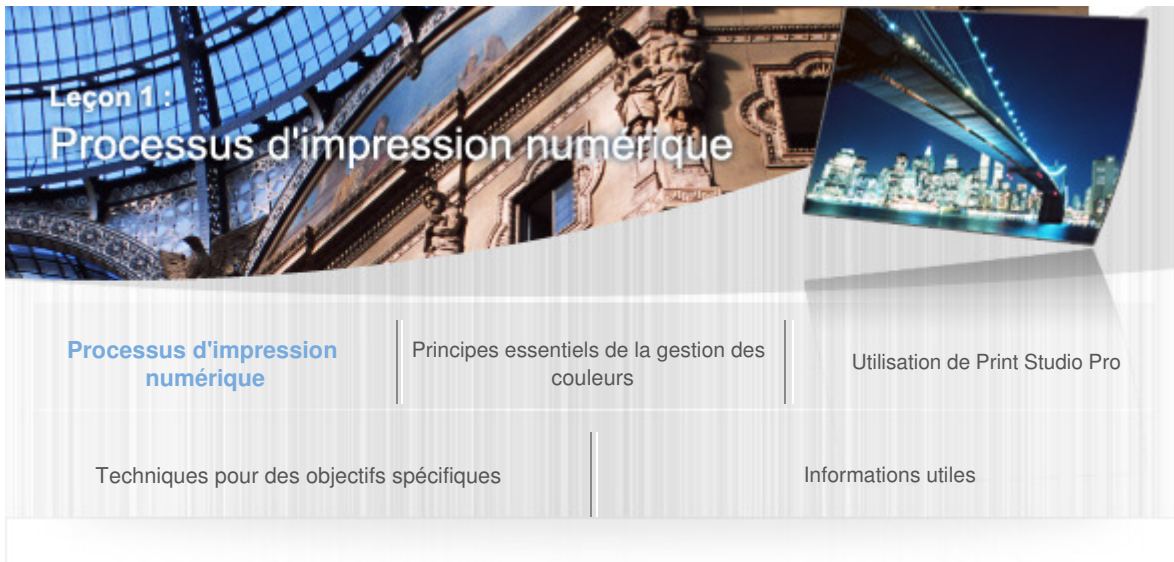 Leçon 1 :
Processus d'impression numérique
Processus d'impression
numérique
Principes essentiels de la gestion des
couleurs
Utilisation de Print Studio Pro
Techniques pour des objectifs spécifiques
Informations utiles